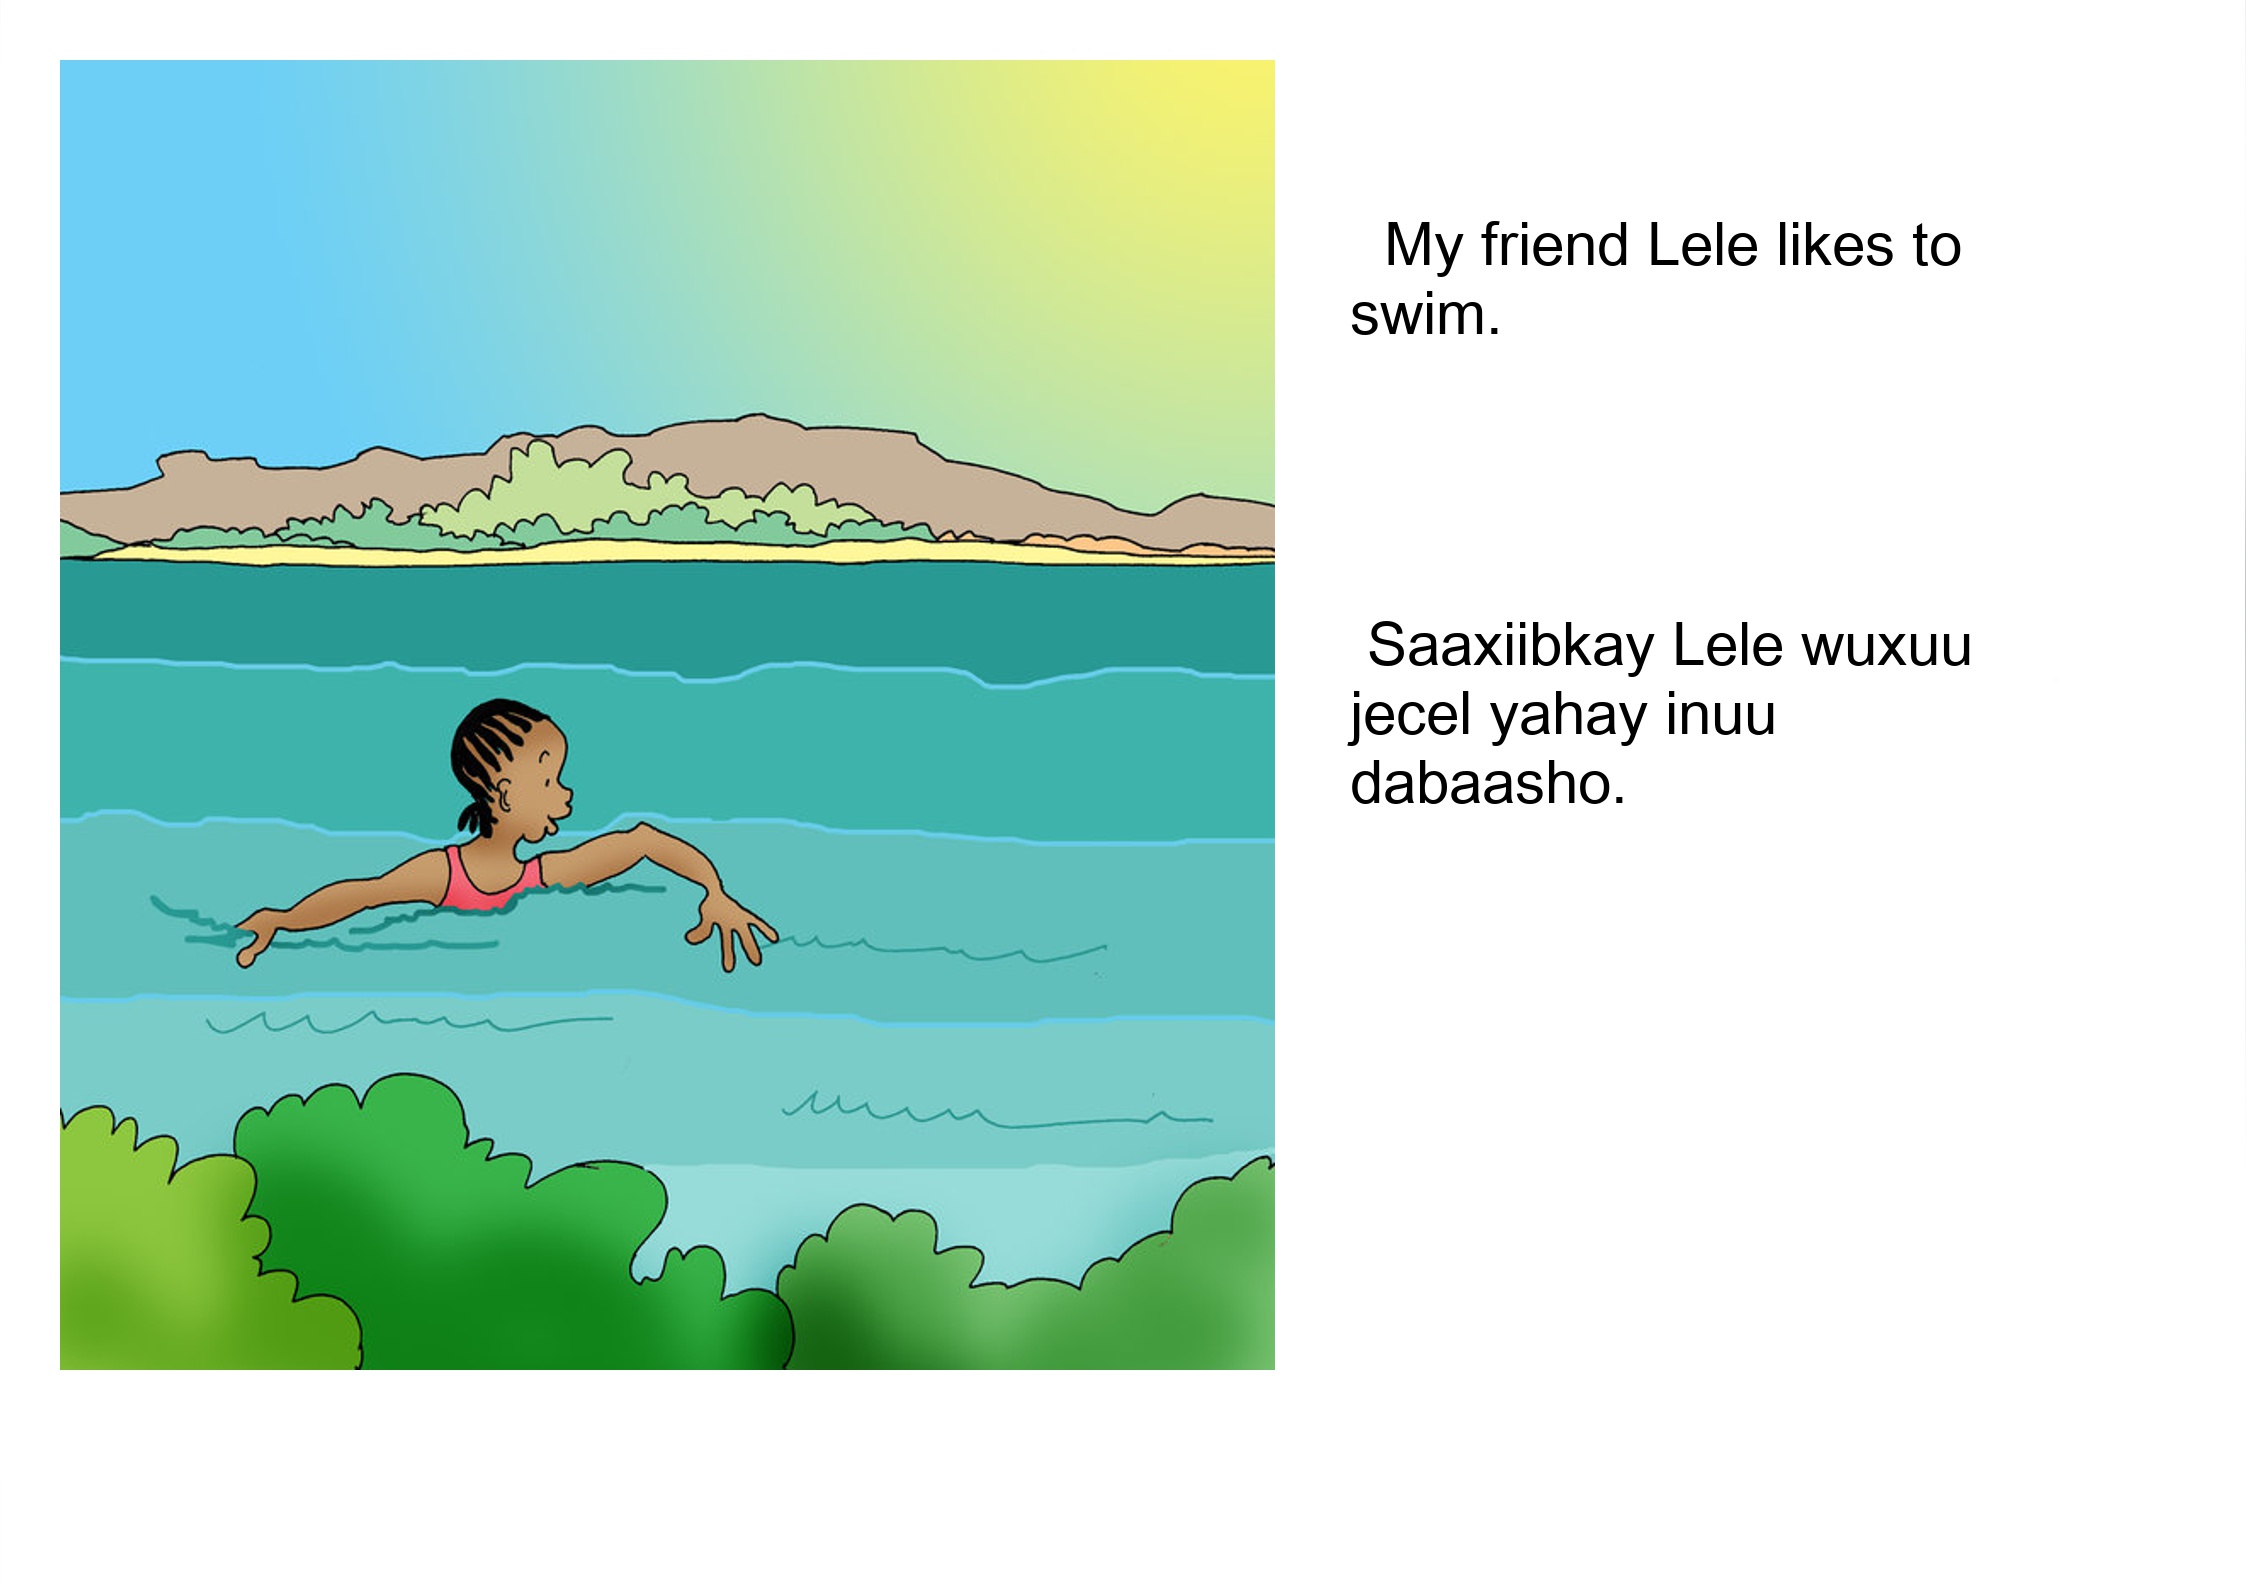 My friend Lele likes to
swim.
Saaxiibkay Lele wuxuu
jecel yahay inuu
dabaasho.